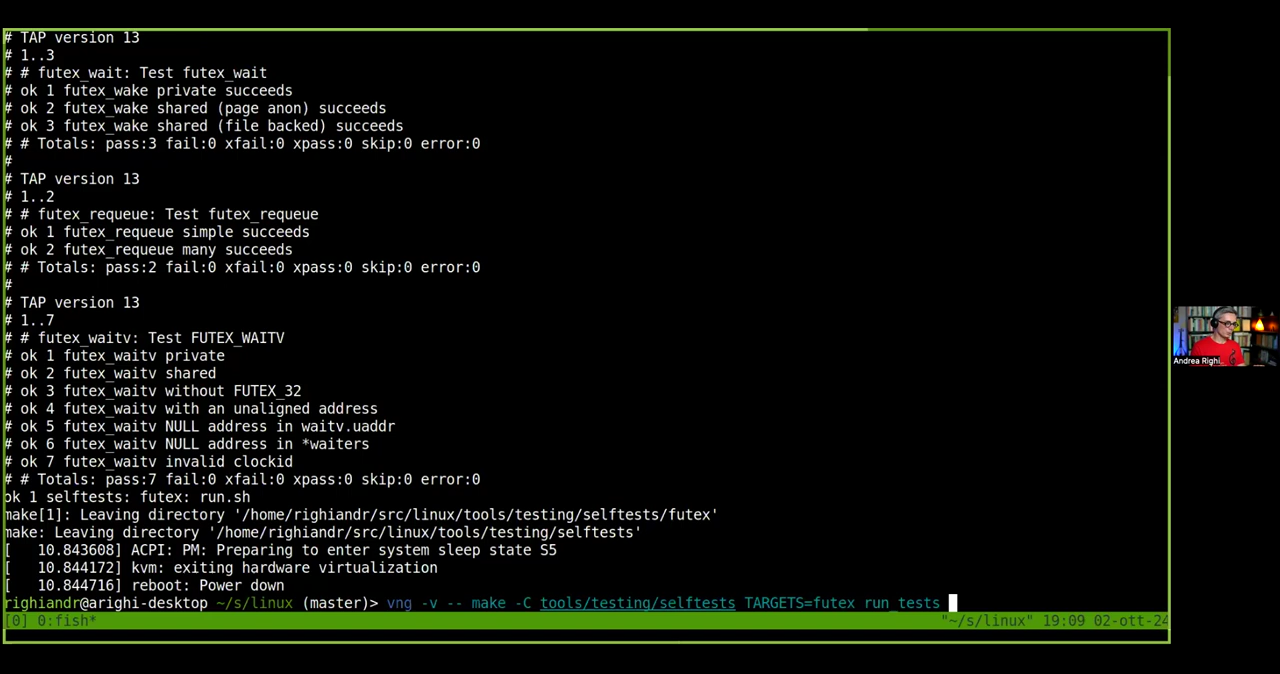 # TAP version 13
# 1..3
# # futex_wait: Test futex_wait
# ok 1 futex_wake private succeeds
# ok 2 futex_wake shared (page anon) succeeds
# ok 3 futex_wake shared (file backed) succeeds
# # Totals: pass:3 fail:0 xfail:0 xpass:0 skip:0 error:0
#
# TAP version 13
# 1..2
# # futex_requeue: Test futex_requeue
# ok 1 futex_requeue simple succeeds
# ok 2 futex_requeue many succeeds
# # Totals: pass:2 fail:0 xfail:0 xpass:0 skip:0 error:0
#
# TAP version 13
# 1..7
# # futex_waitv: Test FUTEX_WAITV
# ok 1 futex_waitv private
# ok 2 futex_waitv shared
# ok 3 futex_waitv without FUTEX_32
# ok 4 futex_waitv with an unaligned address
# ok 5 futex_waitv NULL address in waitv.uaddr
# ok 6 futex_waitv NULL address in *waiters
# ok 7 futex_waitv invalid clockid
# # Totals: pass:7 fail:0 xfail:0 xpass:0 skip:0 error:0
ok 1 selftests: futex: run.sh
make[1]: Leaving directory '/home/righiandr/src/linux/tools/testing/selftests/futex'
make: Leaving directory '/home/righiandr/src/linux/tools/testing/selftests'
[   10.843608] ACPI: PM: Preparing to enter system sleep state S5
[   10.844172] kvm: exiting hardware virtualization
[   10.844716] reboot: Power down
righiandr@arighi-desktop ~/s/linux (master)> vng -v -- make -C tools/testing/selftests TARGETS=futex run_tests
[0] 0:fish* "~/s/linux" 19:09 02-ott-24
Andrea Righi..